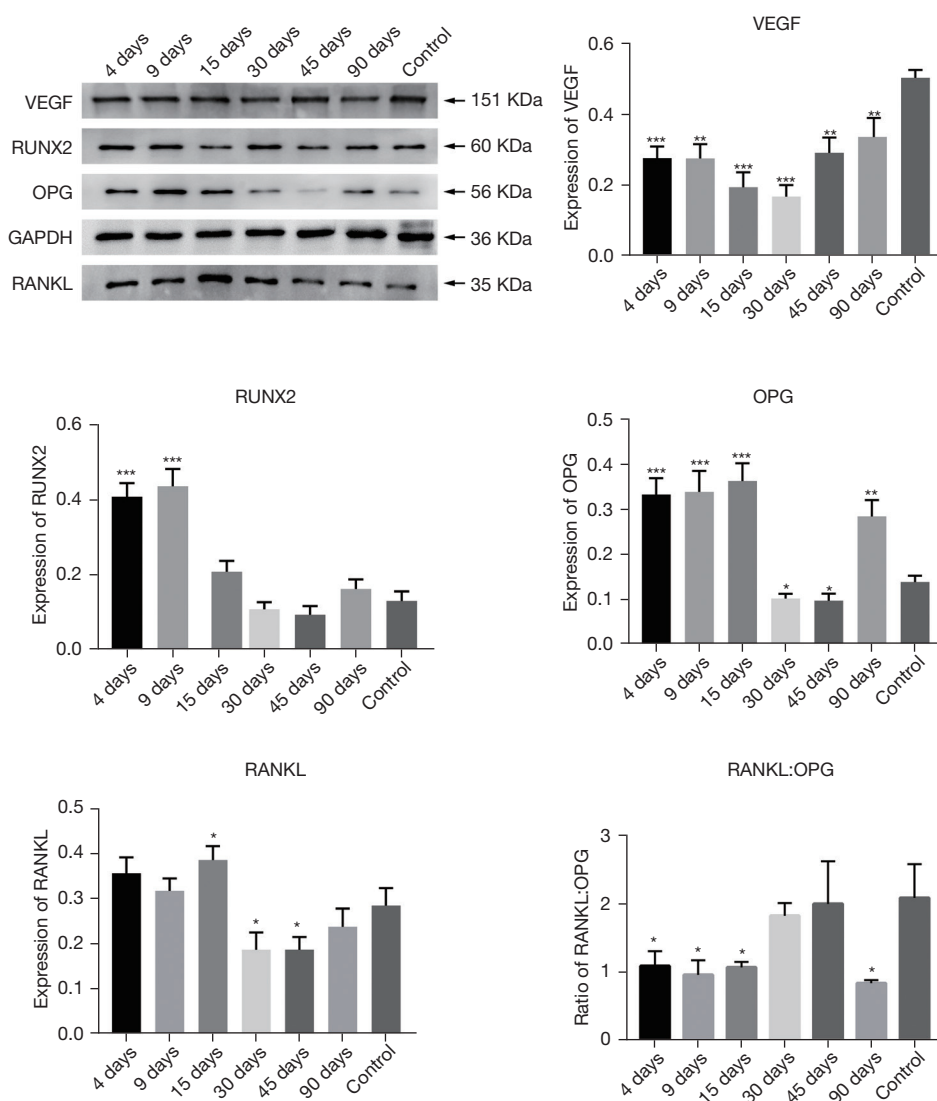 4 days
9 days
15 days
30 days
45 days
90 days
Control
VEGF
151 KDa
RUNX2
60 KDa
OPG
56 KDa
GAPDH
36 KDa
RANKL
35 KDa
VEGF
Expression of VEGF
0.6
0.4
0.2
0.0
***
**
***
***
**
**
4 days
9 days
15 days
30 days
45 days
90 days
Control
RUNX2
Expression of RUNX2
0.6
0.4
0.2
0.0
***
***
4 days
9 days
15 days
30 days
45 days
90 days
Control
OPG
Expression of OPG
0.5
0.4
0.3
0.2
0.1
0.0
***
***
***
*
*
**
4 days
9 days
15 days
30 days
45 days
90 days
Control
RANKL
Expression of RANKL
0.5
0.4
0.3
0.2
0.1
0.0
*
*
*
4 days
9 days
15 days
30 days
45 days
90 days
Control
RANKL:OPG
Ratio of RANKL:OPG
3
2
1
0
*
*
*
*
4 days
9 days
15 days
30 days
45 days
90 days
Control